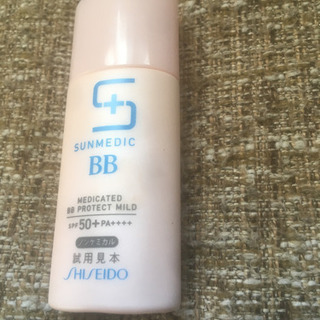 SUNMEDIC
BB
MEDICATED
BB PROTECT MILD
SPF50+PA++++
ノンケミカル
試用見本
SHISEIDO